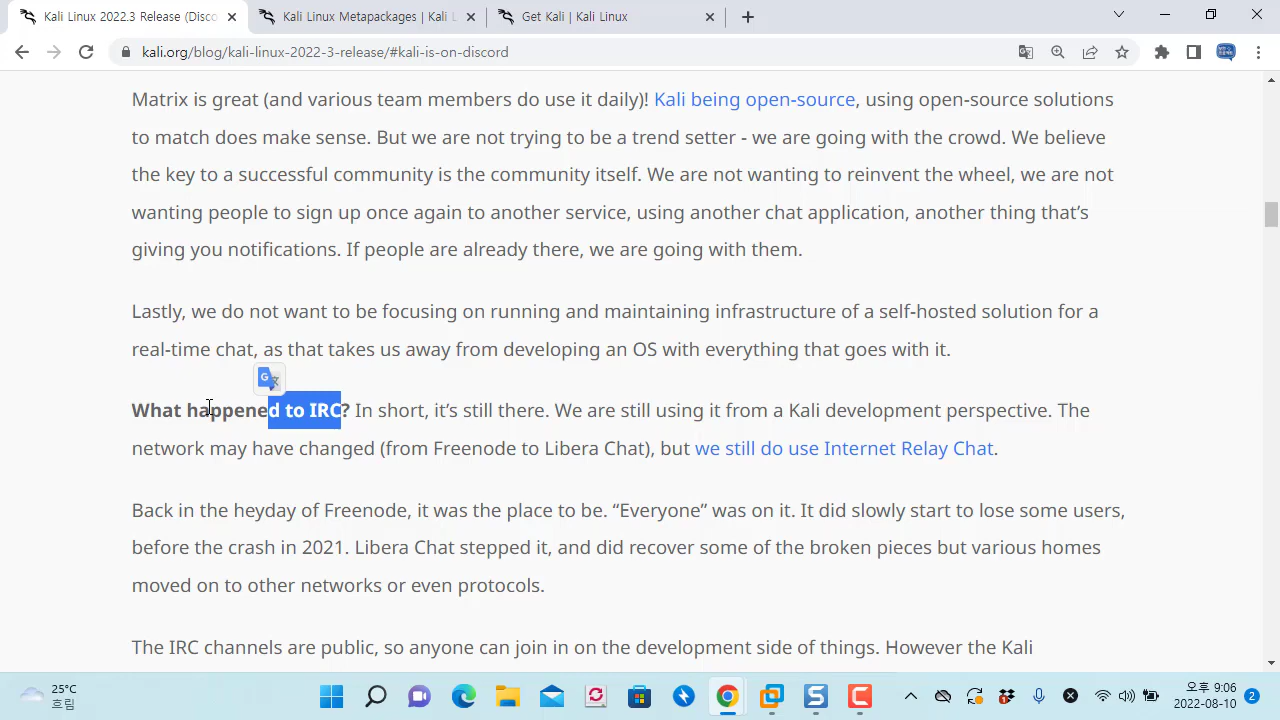 Kali Linux 2022.3 Release (Disco
Kali Linux Metapackages | Kali L
Get Kali | Kali Linux
kali.org/blog/kali-linux-2022-3-release/#kali-is-on-discord
Matrix is great (and various team members do use it daily)! Kali being open-source, using open-source solutions
to match does make sense. But we are not trying to be a trend setter - we are going with the crowd. We believe
the key to a successful community is the community itself. We are not wanting to reinvent the wheel, we are not
wanting people to sign up once again to another service, using another chat application, another thing that's
giving you notifications. If people are already there, we are going with them.
Lastly, we do not want to be focusing on running and maintaining infrastructure of a self-hosted solution for a
real-time chat, as that takes us away from developing an OS with everything that goes with it.
What happened to IRC? In short, it's still there. We are still using it from a Kali development perspective. The
network may have changed (from Freenode to Libera Chat), but we still do use Internet Relay Chat.
Back in the heyday of Freenode, it was the place to be. “Everyone” was on it. It did slowly start to lose some users,
before the crash in 2021. Libera Chat stepped it, and did recover some of the broken pieces but various homes
moved on to other networks or even protocols.
The IRC channels are public, so anyone can join in on the development side of things. However the Kali
25°C
흐림
오후 9:06
2022-08-10
2